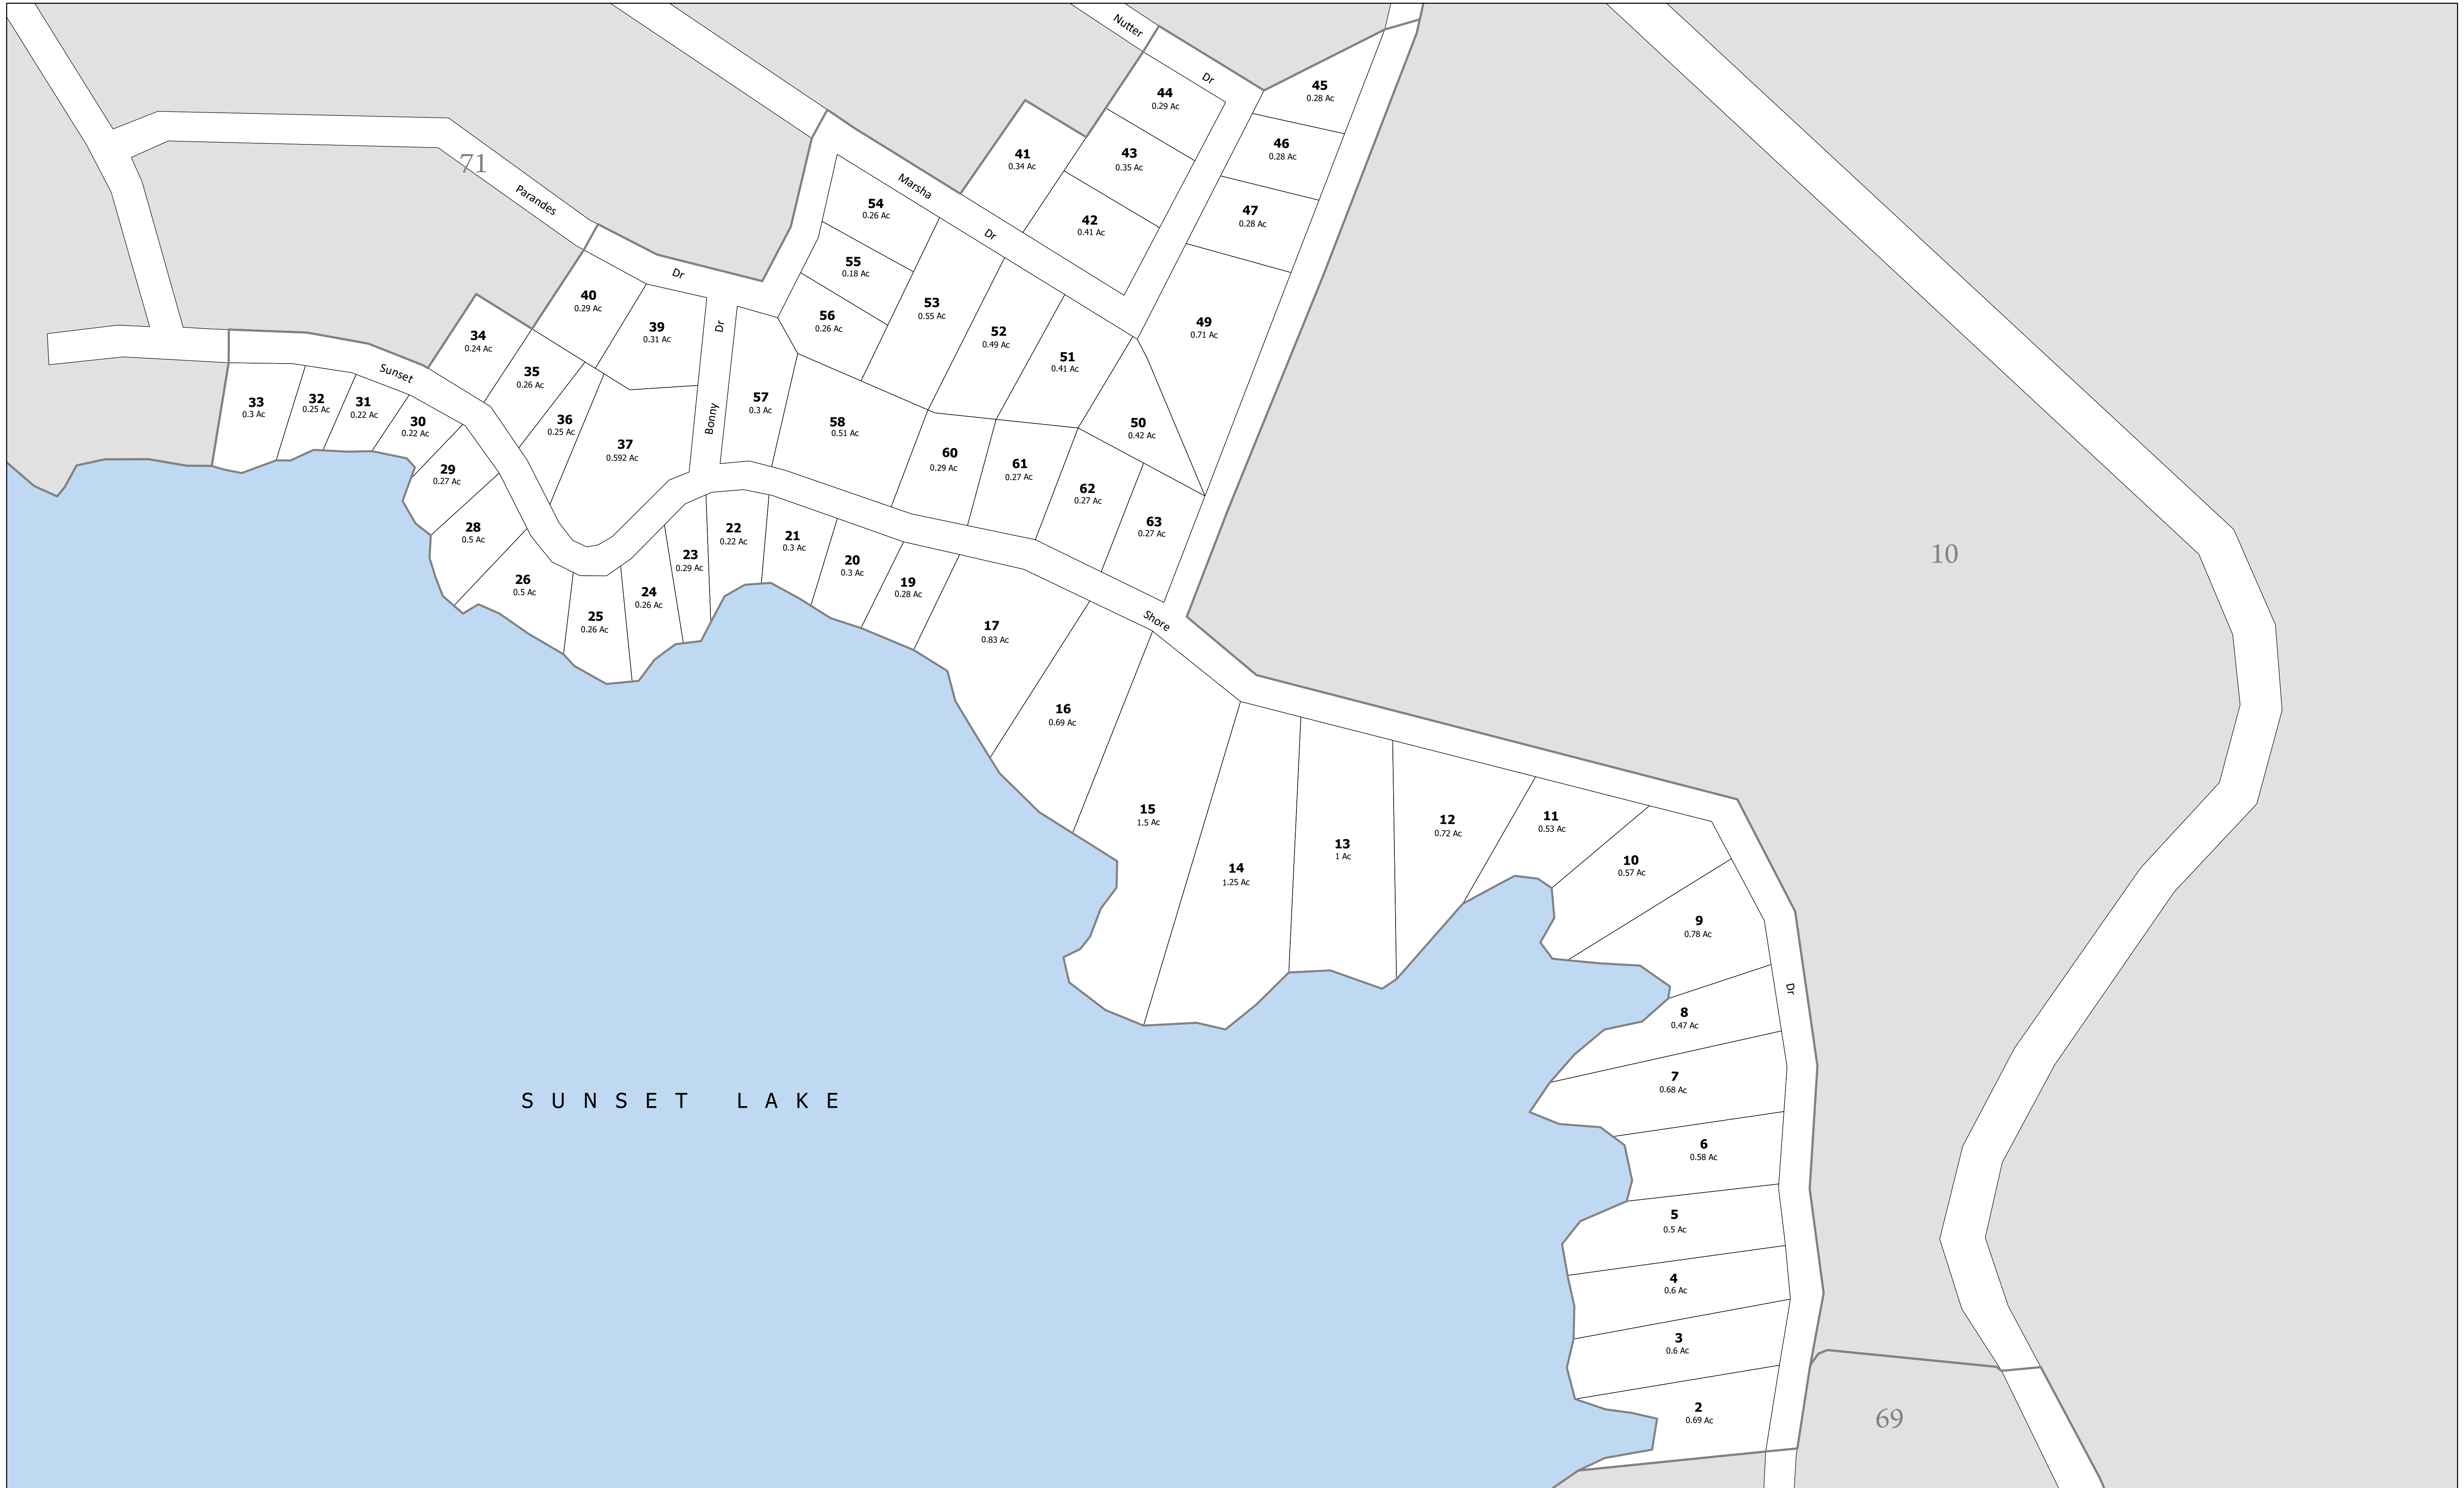 Nutter
Dr
45
0.28 Ac
44
0.29 Ac
46
0.28 Ac
43
0.35 Ac
41
0.34 Ac
71
Parandes
Dr
Marsha
Dr
54
0.26 Ac
47
0.28 Ac
42
0.41 Ac
55
0.18 Ac
40
0.29 Ac
53
0.55 Ac
56
0.26 Ac
49
0.71 Ac
39
0.31 Ac
Dr
Bonny
52
0.49 Ac
34
0.24 Ac
51
0.41 Ac
35
0.26 Ac
Sunset
33
0.3 Ac
32
0.25 Ac
31
0.22 Ac
30
0.22 Ac
36
0.25 Ac
37
0.592 Ac
57
0.3 Ac
58
0.51 Ac
50
0.42 Ac
60
0.29 Ac
61
0.27 Ac
29
0.27 Ac
62
0.27 Ac
63
0.27 Ac
28
0.5 Ac
22
0.22 Ac
21
0.3 Ac
10
23
0.29 Ac
20
0.3 Ac
26
0.5 Ac
19
0.28 Ac
24
0.26 Ac
25
0.26 Ac
Shore
17
0.83 Ac
16
0.69 Ac
15
1.5 Ac
14
1.25 Ac
13
1 Ac
12
0.72 Ac
11
0.53 Ac
10
0.57 Ac
9
0.78 Ac
Dr
8
0.47 Ac
7
0.68 Ac
SUNSET LAKE
6
0.58 Ac
5
0.5 Ac
4
0.6 Ac
3
0.6 Ac
2
0.69 Ac
69